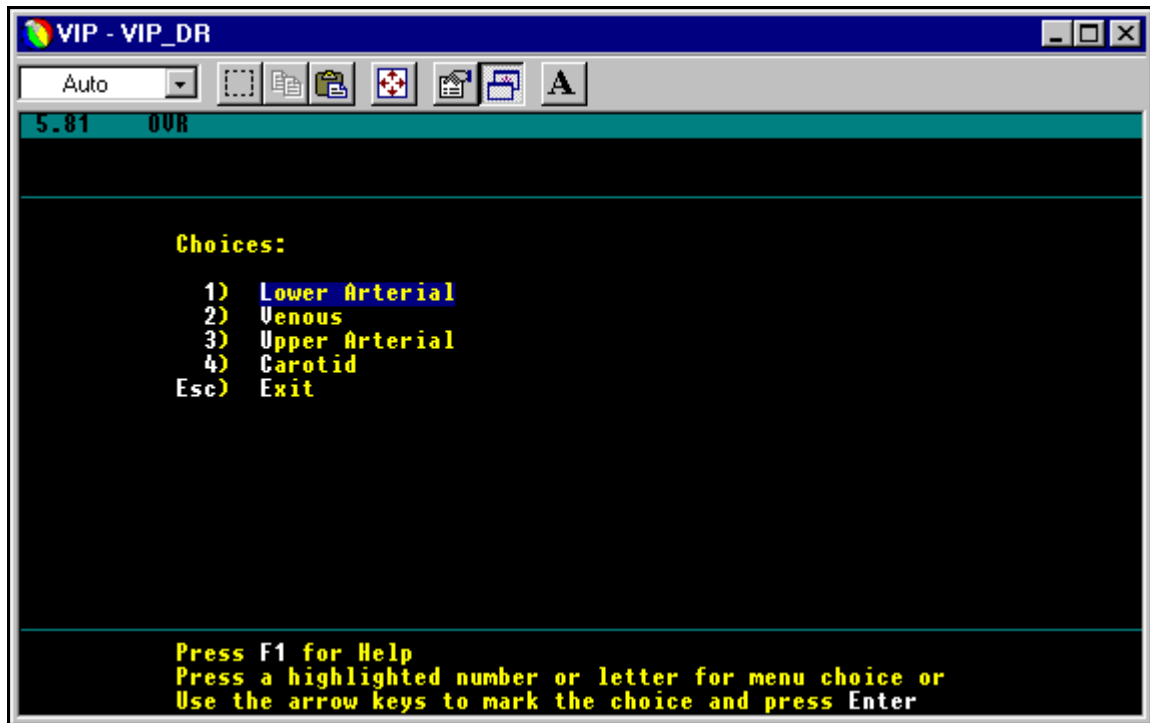 VIP - VIP_DR
Auto A
5.81 OVR
Choices:
1) Lower Arterial
2) Venous
3) Upper Arterial
4) Carotid
Esc) Exit
Press F1 for Help
Press a highlighted number or letter for menu choice or
Use the arrow keys to mark the choice and press Enter